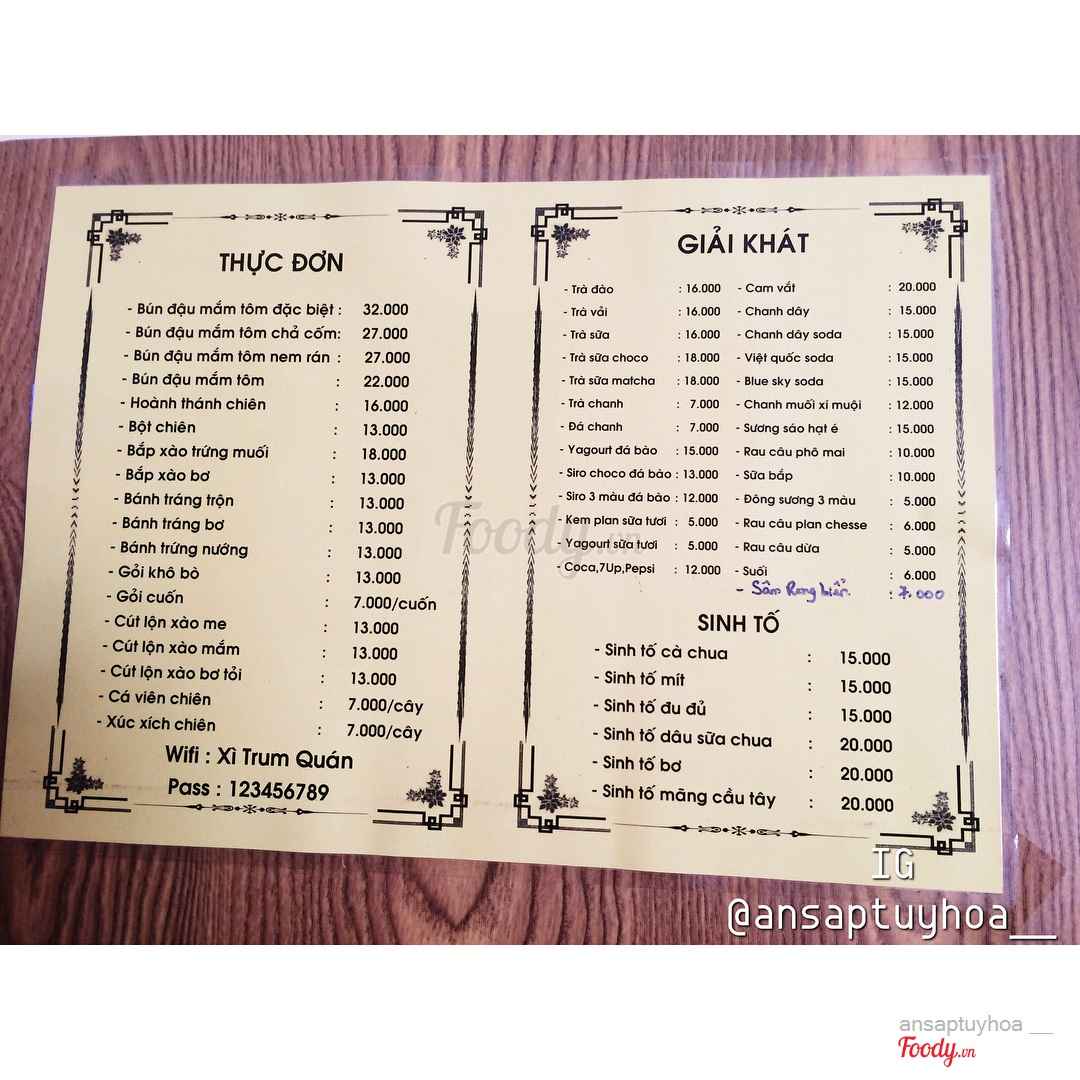 THỰC ĐƠN
- Bún đậu mắm tôm đặc biệt : 32.000
- Bún đậu mắm tôm chả cốm: 27.000
- Bún đậu mắm tôm nem rán : 27.000
- Bún đậu mắm tôm : 22.000
- Hoành thánh chiên : 16.000
- Bột chiên : 13.000
- Bắp xào trứng muối : 18.000
- Bắp xào bơ : 13.000
- Bánh tráng trộn : 13.000
- Bánh tráng bơ : 13.000
- Bánh trứng nướng : 13.000
- Gỏi khô bò : 13.000
- Gỏi cuốn : 7.000/cuốn
- Cút lộn xào me : 13.000
- Cút lộn xào mắm : 13.000
- Cút lộn xào bơ tỏi : 13.000
- Cá viên chiên : 7.000/cây
- Xúc xích chiên : 7.000/cây
Wifi : Xì Trum Quán
Pass : 123456789
GIẢI KHÁT
- Trà đào : 16.000
- Trà vải : 16.000
- Trà sữa : 16.000
- Trà sữa choco : 18.000
- Trà sữa matcha : 18.000
- Trà chanh : 7.000
- Đá chanh : 7.000
- Yagourt đá bào : 15.000
- Siro choco đá bào : 13.000
- Siro 3 màu đá bào : 12.000
- Kem plan sữa tươi : 5.000
- Yagourt sữa tươi : 5.000
- Coca,7Up,Pepsi : 12.000
- Cam vắt : 20.000
- Chanh dây : 15.000
- Chanh dây soda : 15.000
- Việt quốc soda : 15.000
- Blue sky soda : 15.000
- Chanh muối xí muội : 12.000
- Sương sáo hạt é : 15.000
- Rau câu phô mai : 10.000
- Sữa bắp : 10.000
- Đông sương 3 màu : 5.000
- Rau câu plan chesse : 6.000
- Rau câu dừa : 5.000
- Suối : 6.000
- Sâm Rong biển : 7.000
SINH TỐ
- Sinh tố cà chua : 15.000
- Sinh tố mít : 15.000
- Sinh tố đu đủ : 15.000
- Sinh tố dâu sữa chua : 20.000
- Sinh tố bơ : 20.000
- Sinh tố mãng cầu tây : 20.000
Foody.vn
IG
@ansaptuyhoa__
ansaptuyhoa __
Foody.vn